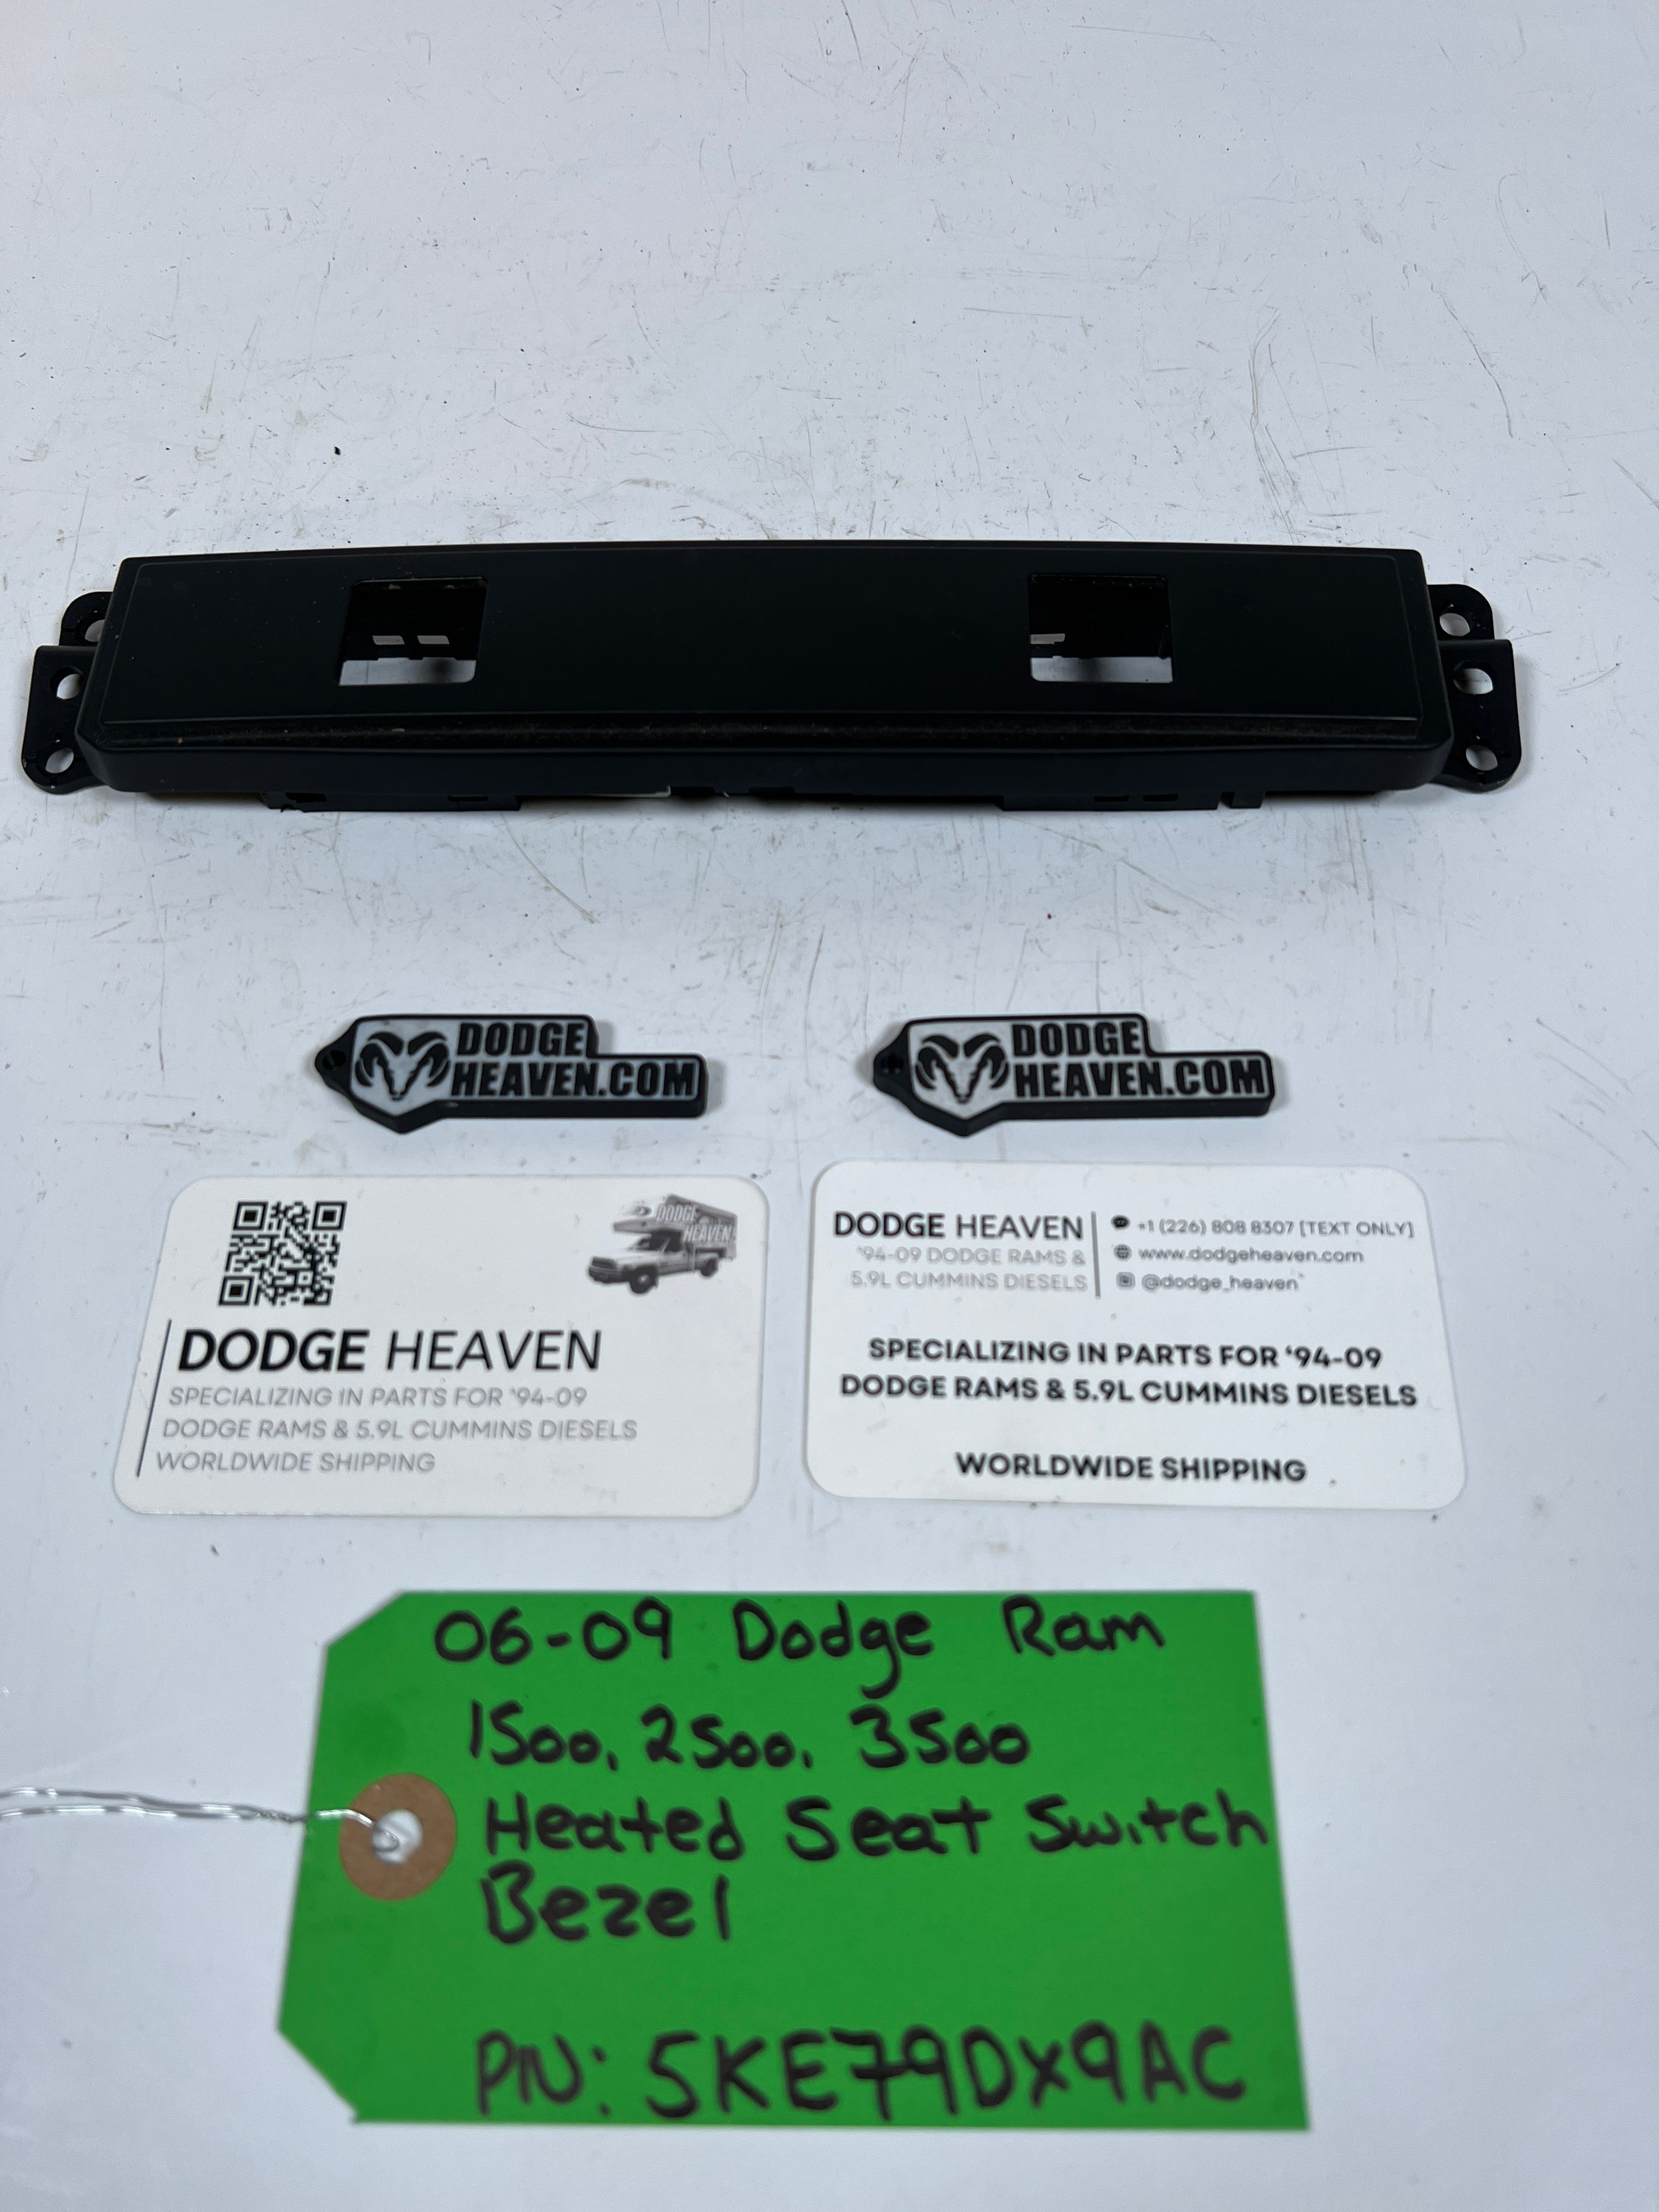 DODGE
HEAVEN.COM
DODGE
HEAVEN.COM
DODGE
HEAVEN
DODGE HEAVEN
SPECIALIZING IN PARTS FOR '94-09
DODGE RAMS & 5.9L CUMMINS DIESELS
WORLDWIDE SHIPPING
DODGE HEAVEN
'94-09 DODGE RAMS &
5.9L CUMMINS DIESELS
+1 (226) 808 8307 [TEXT ONLY]
www.dodgeheaven.com
@dodge_heaven
SPECIALIZING IN PARTS FOR '94-09
DODGE RAMS & 5.9L CUMMINS DIESELS
WORLDWIDE SHIPPING
06-09 Dodge Ram
1500, 2500, 3500
Heated Seat Switch
Bezel
PN: 5KE79DX9AC